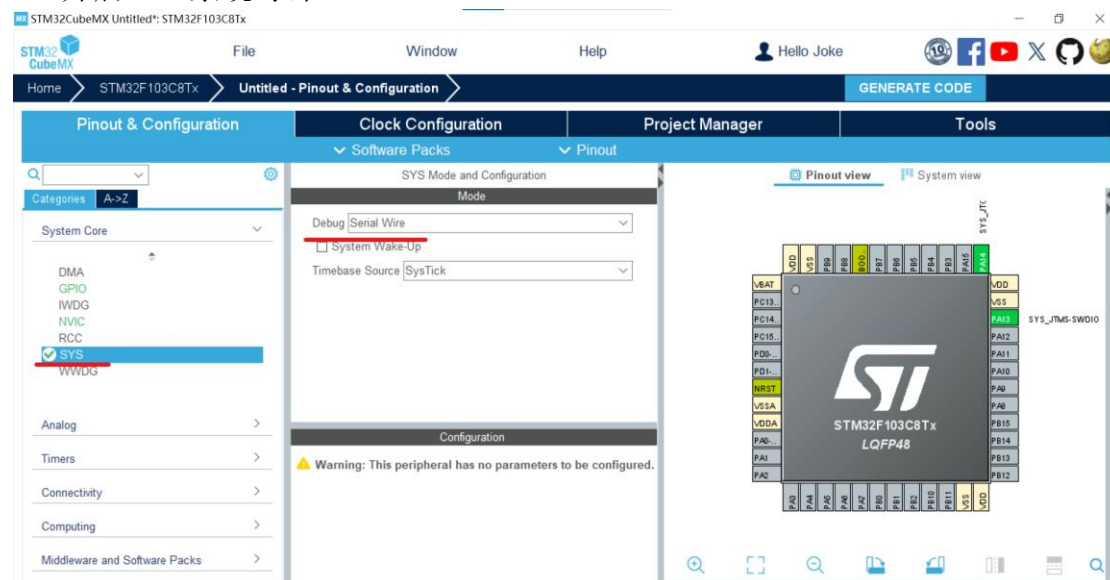 STM32CubeMX Untitled*: STM32F103C8Tx
STM32 CubeMX
File
Window
Help
Hello Joke
Home
STM32F103C8Tx
Untitled - Pinout & Configuration
GENERATE CODE
Pinout & Configuration
Clock Configuration
Project Manager
Tools
Software Packs
Pinout
Categories
A->Z
System Core
DMA
GPIO
IWDG
NVIC
RCC
SYS
WWDG
Analog
Timers
Connectivity
Computing
Middleware and Software Packs
SYS Mode and Configuration
Mode
Debug Serial Wire
System Wake-Up
Timebase Source SysTick
Configuration
Warning: This peripheral has no parameters to be configured.
Pinout view
System view
SYS_JT
VDD
VSS
PB9
PB8
BOO..
PB7
PB6
PB5
PB4
PB3
PA15
PA14
VBAT
PC13..
PC14..
PC15..
PD0-..
PD1-..
NRST
VSSA
VDDA
PA0-..
PA1
PA2
VDD
VSS
PA13
SYS_JTMS-SWDIO
PA12
PA11
PA10
PA9
PA8
PB15
PB14
PB13
PB12
STM32F103C8Tx
LQFP48
PA3
PA4
PA5
PA6
PA7
PB0
PB1
PB2
PB10
PB11
VSS
VDD